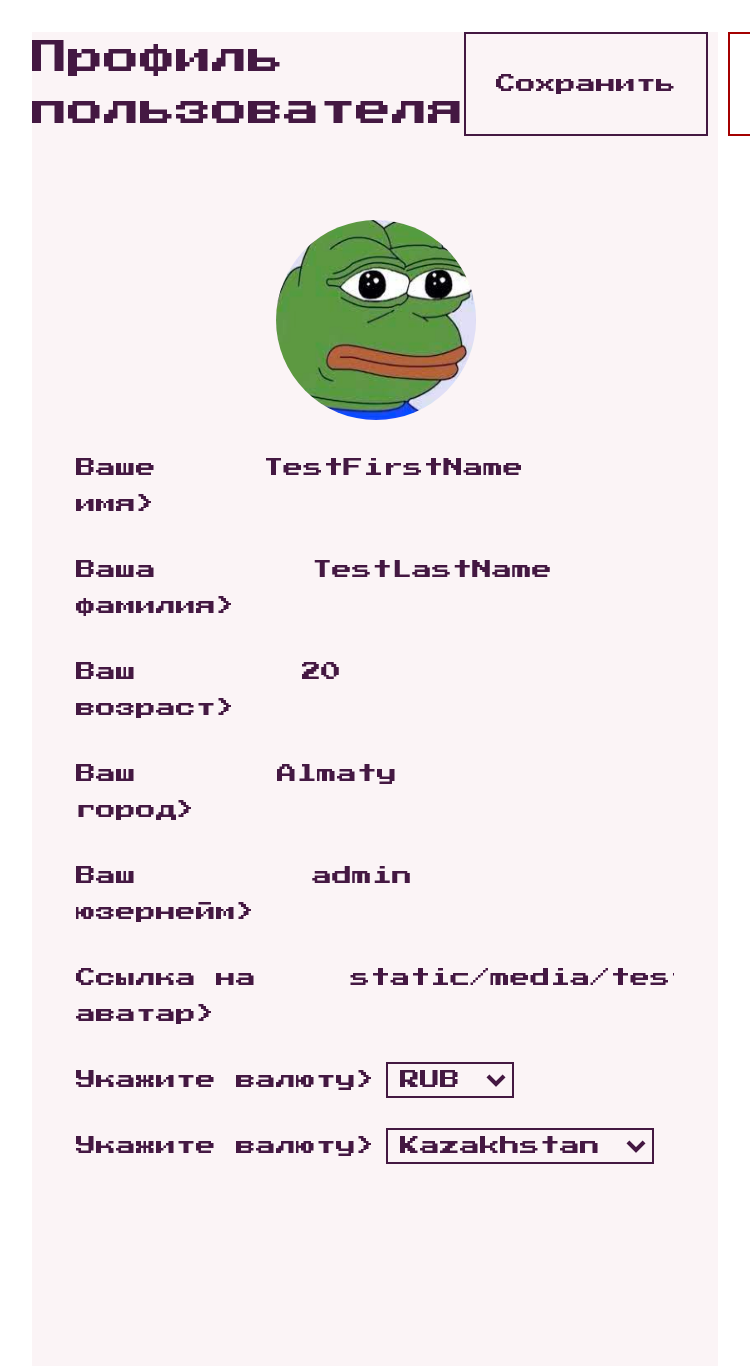 Профиль
пользователя
Сохранить
Ваше TestFirstName
имя>
Ваша TestLastName
фамилия>
Ваш 20
возраст>
Ваш Almaty
город>
Ваш admin
юзернейм>
Ссылка на static/media/tes
аватар>
Укажите валюту> RUB
Укажите валюту> Kazakhstan